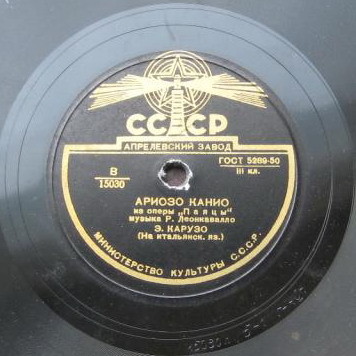 СССР
АПРЕЛЕВСКИЙ ЗАВОД
В
15030
ГОСТ 5289-50
III кл.
АРИОЗО КАНИО
из оперы „Паяцы"
музыка Р. Леонкавалло
Э. КАРУЗО
(На итальянск. яз.)
МИНИСТЕРСТВО КУЛЬТУРЫ С.С.С.Р.